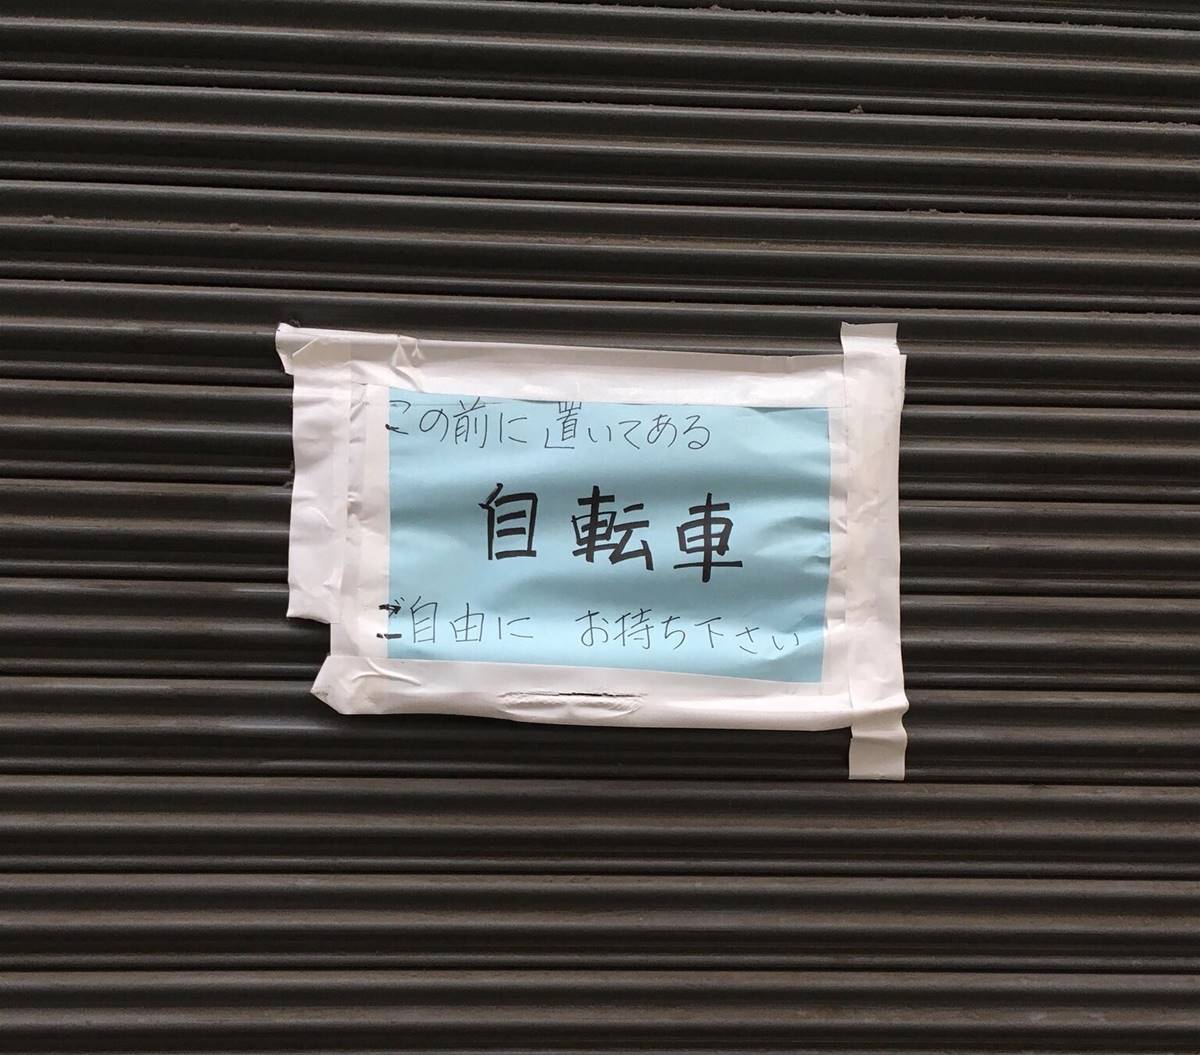 この前に置いてある
自転車
ご自由に お持ち下さい